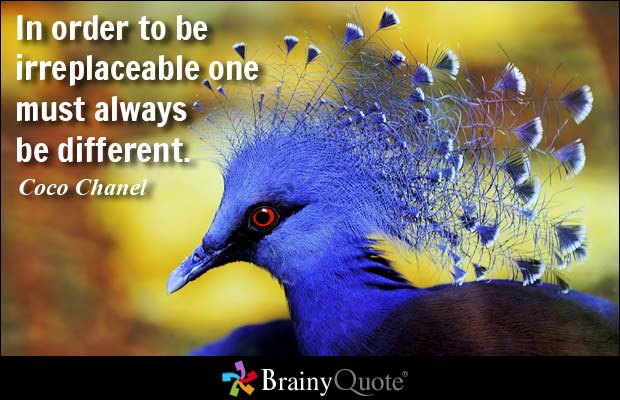 In order to be
irreplaceable one
must always
be different.
Coco Chanel
BrainyQuote®